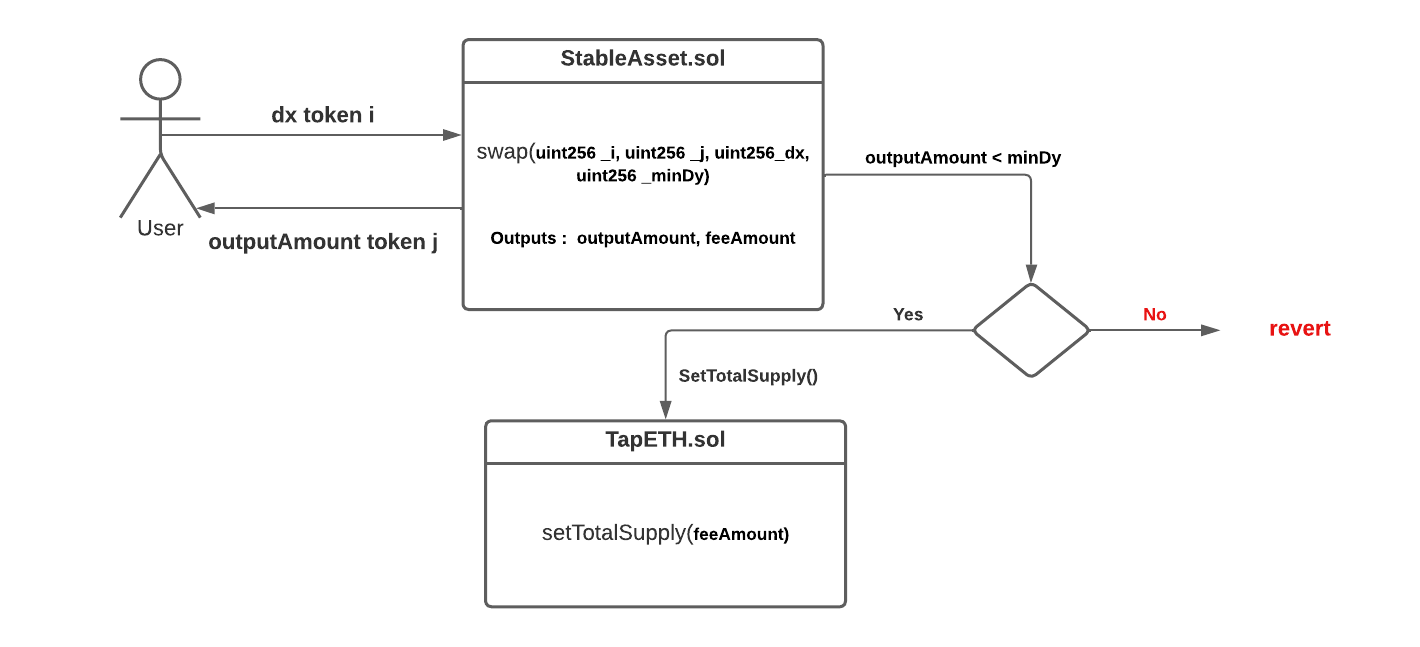 StableAsset.sol
dx token i
swap(uint256 _i, uint256 _j, uint256_dx,
uint256 _minDy)
outputAmount < minDy
User
outputAmount token j
Outputs : outputAmount, feeAmount
Yes
No
revert
SetTotalSupply()
TapETH.sol
setTotalSupply(feeAmount)